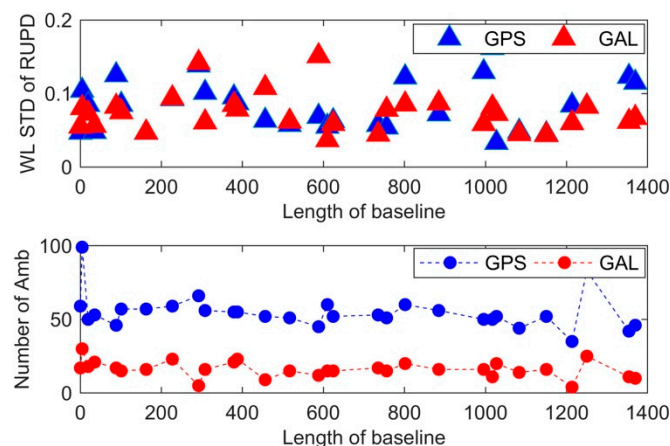 WL STD of RUPD
0.2
0.1
0
GPS
GAL
0 200 400 600 800 1000 1200 1400
Length of baseline
Number of Amb
100
50
0
GPS
GAL
0 200 400 600 800 1000 1200 1400
Length of baseline